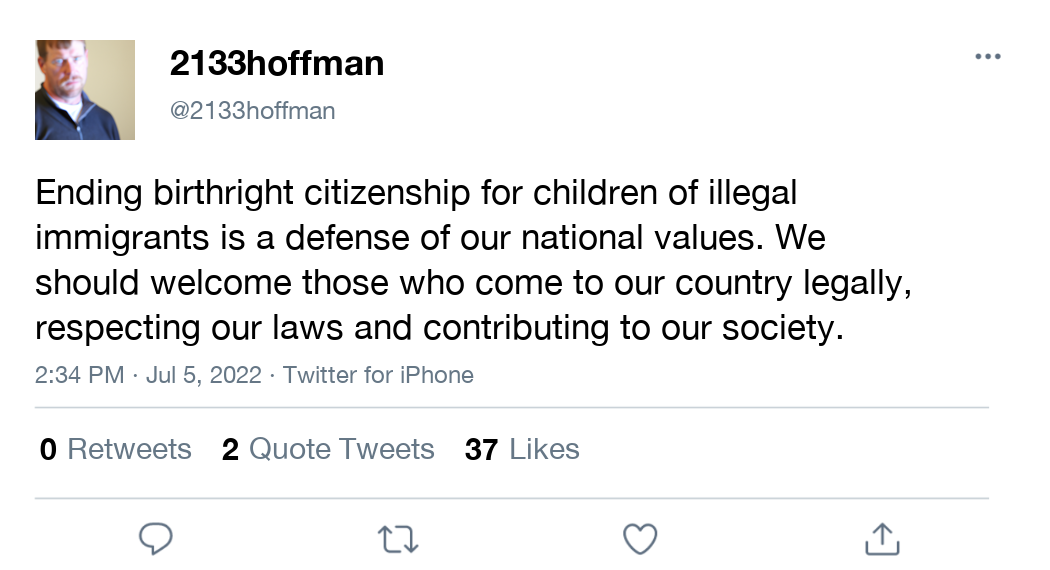 2133hoffman
@2133hoffman
Ending birthright citizenship for children of illegal
immigrants is a defense of our national values. We
should welcome those who come to our country legally,
respecting our laws and contributing to our society.
2:34 PM · Jul 5, 2022 · Twitter for iPhone
0 Retweets 2 Quote Tweets 37 Likes